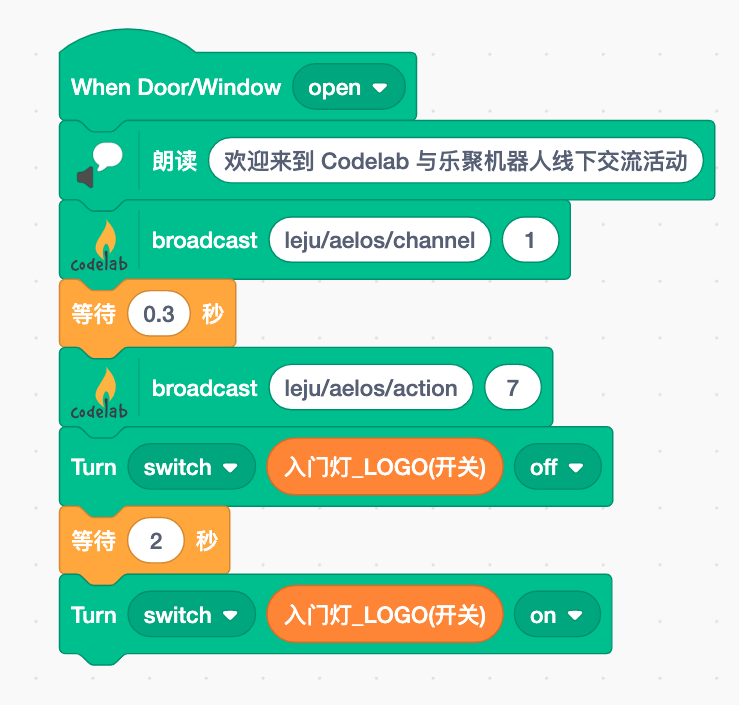 When Door/Window open
朗读 欢迎来到 Codelab 与乐聚机器人线下交流活动
codelab broadcast leju/aelos/channel 1
等待 0.3 秒
codelab broadcast leju/aelos/action 7
Turn switch 入门灯_LOGO(开关) off
等待 2 秒
Turn switch 入门灯_LOGO(开关) on